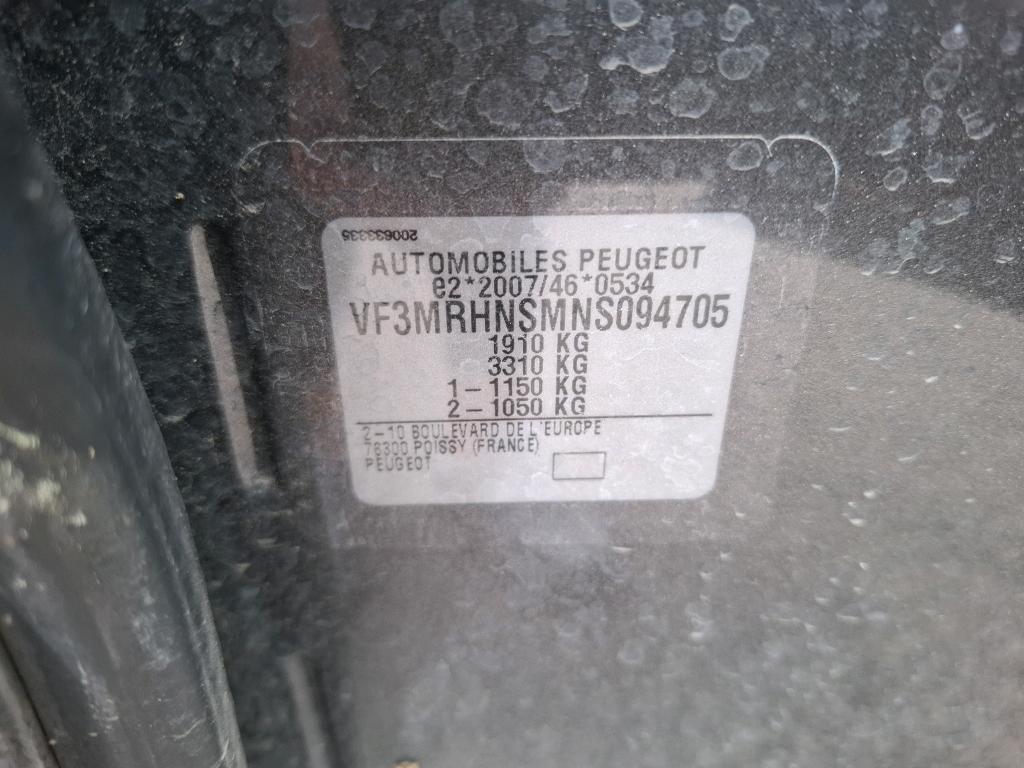 200633335
AUTOMOBILES PEUGEOT
e2*2007/46*0534
VF3MRHNSMNS094705
1910 KG
3310 KG
1-1150 KG
2-1050 KG
2-10 BOULEVARD DE L'EUROPE
78300 POISSY (FRANCE)
PEUGEOT